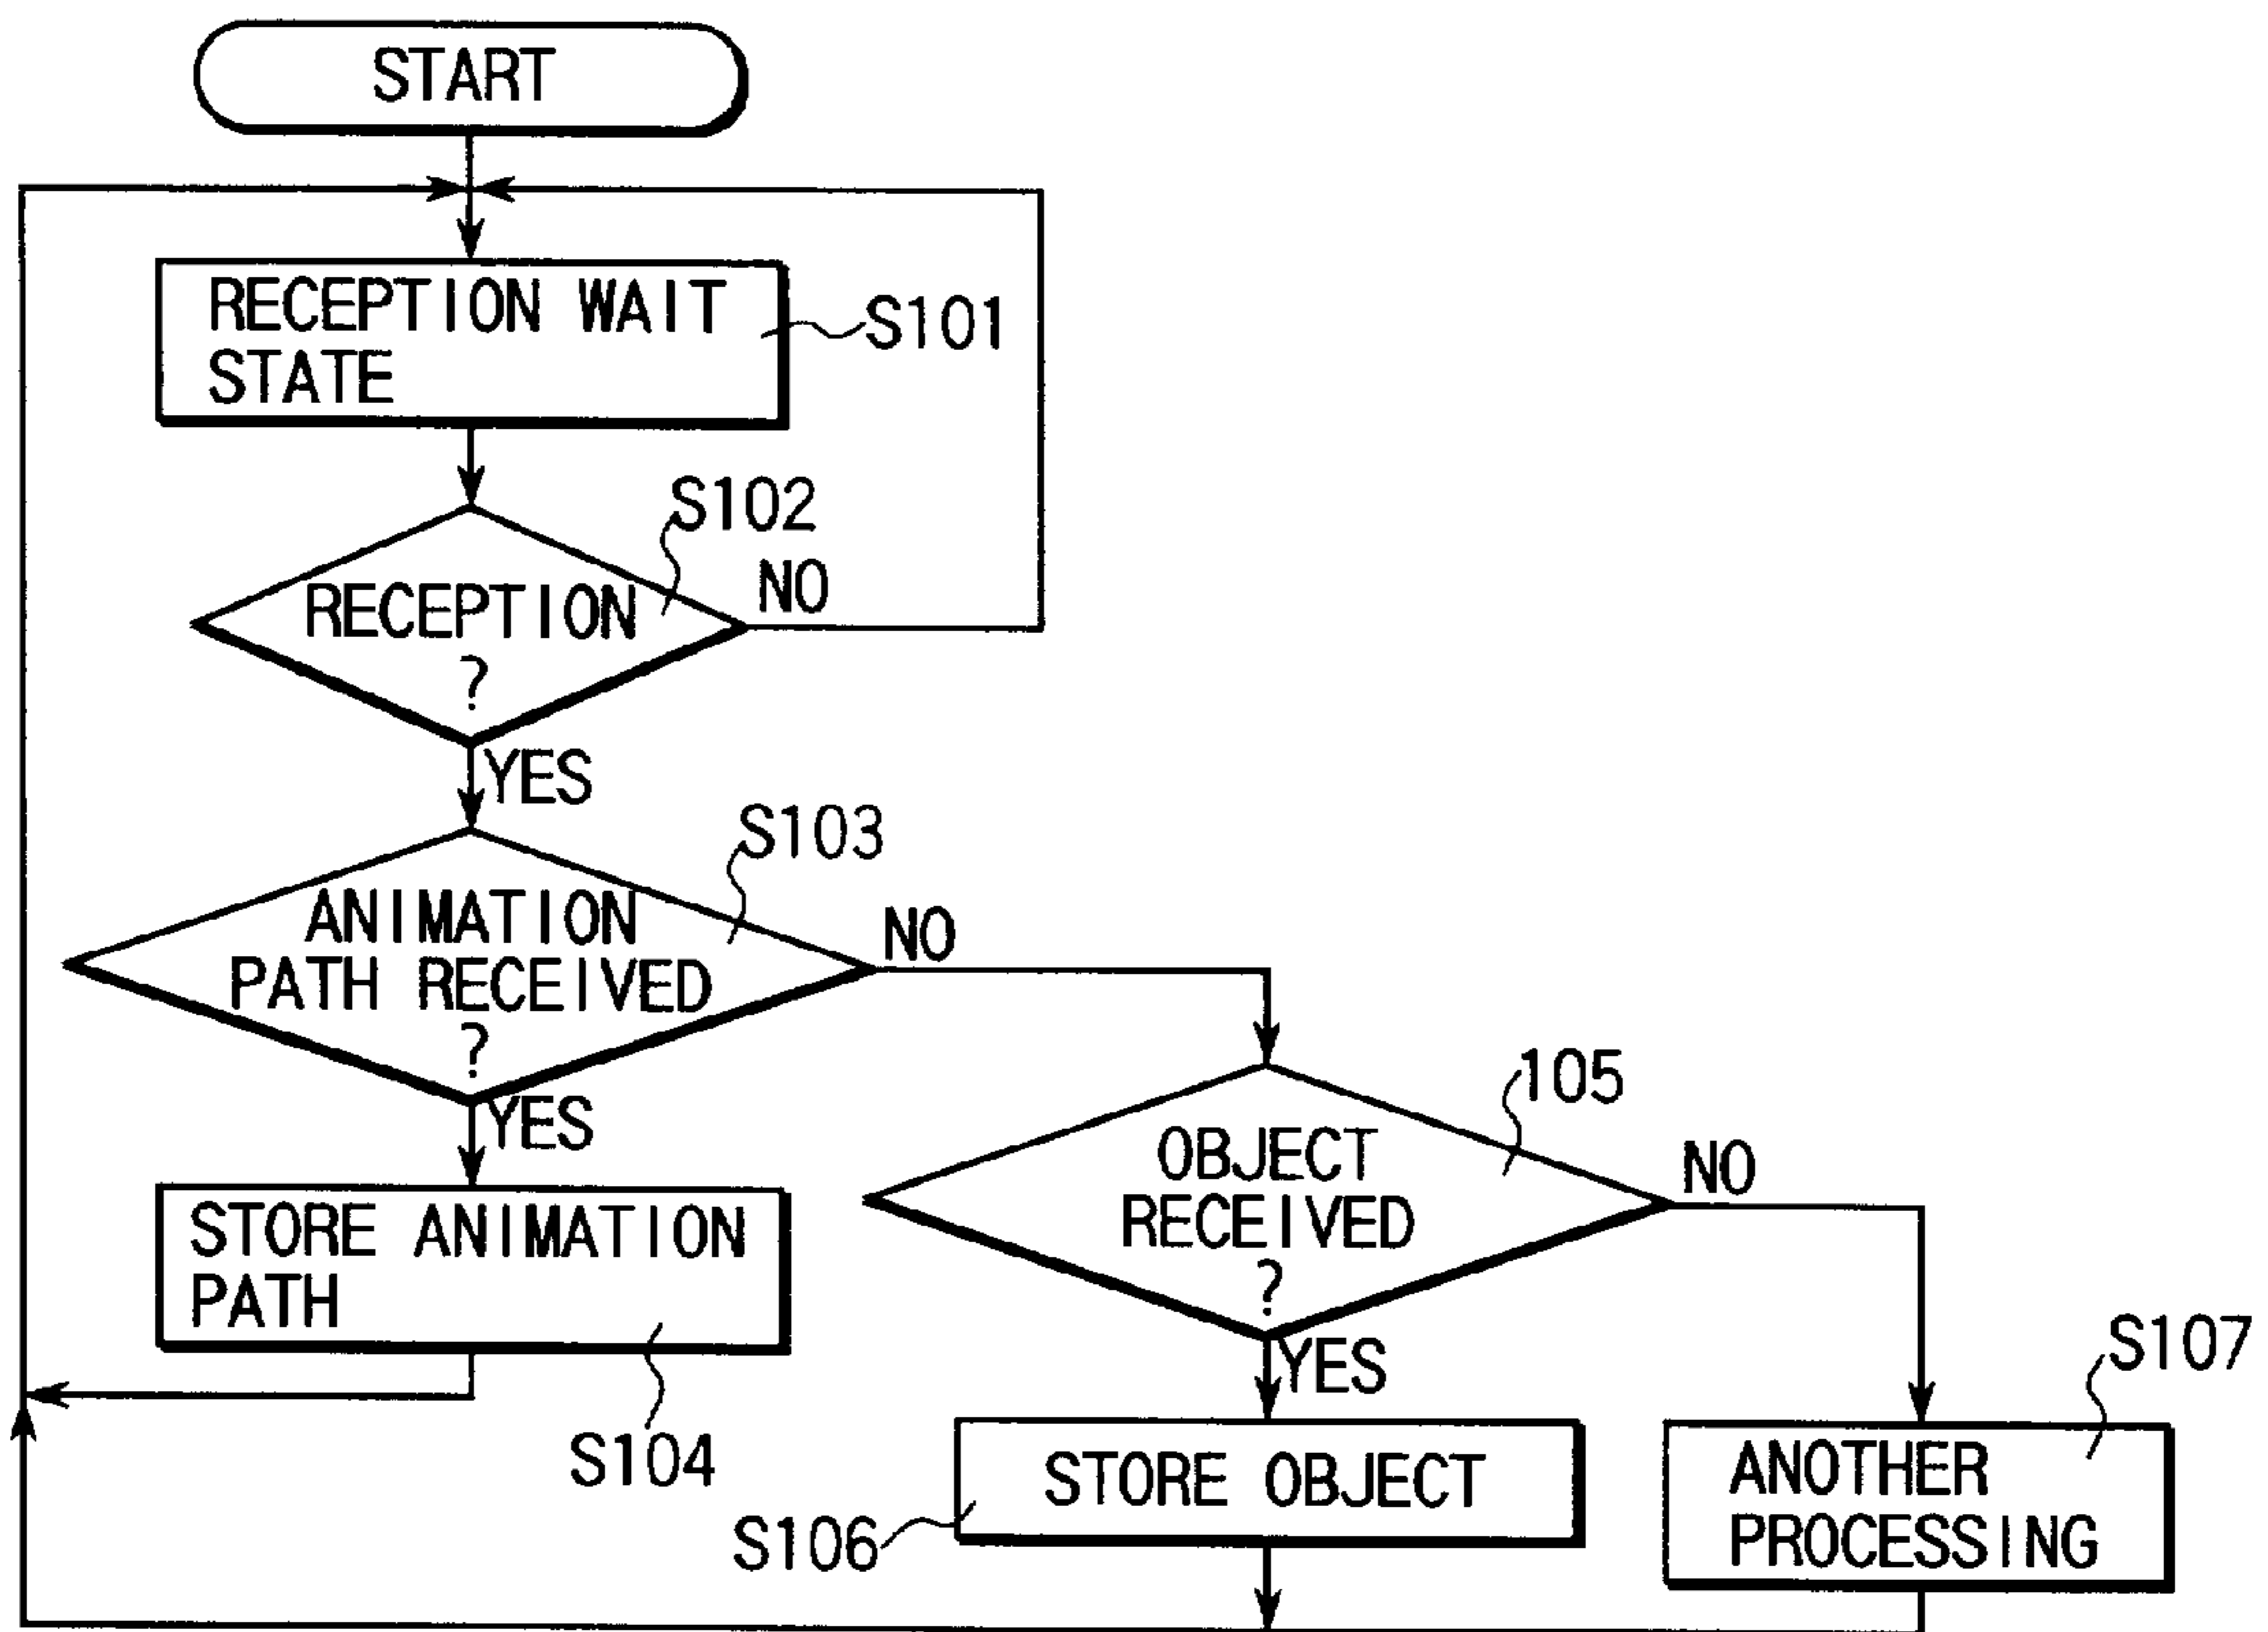 START
RECEPTION WAIT
STATE
S101
S102
RECEPTION
?
NO
YES
S103
ANIMATION
PATH RECEIVED
?
NO
YES
STORE ANIMATION
PATH
S104
105
OBJECT
RECEIVED
?
NO
YES
STORE OBJECT
S106
S107
ANOTHER
PROCESSING